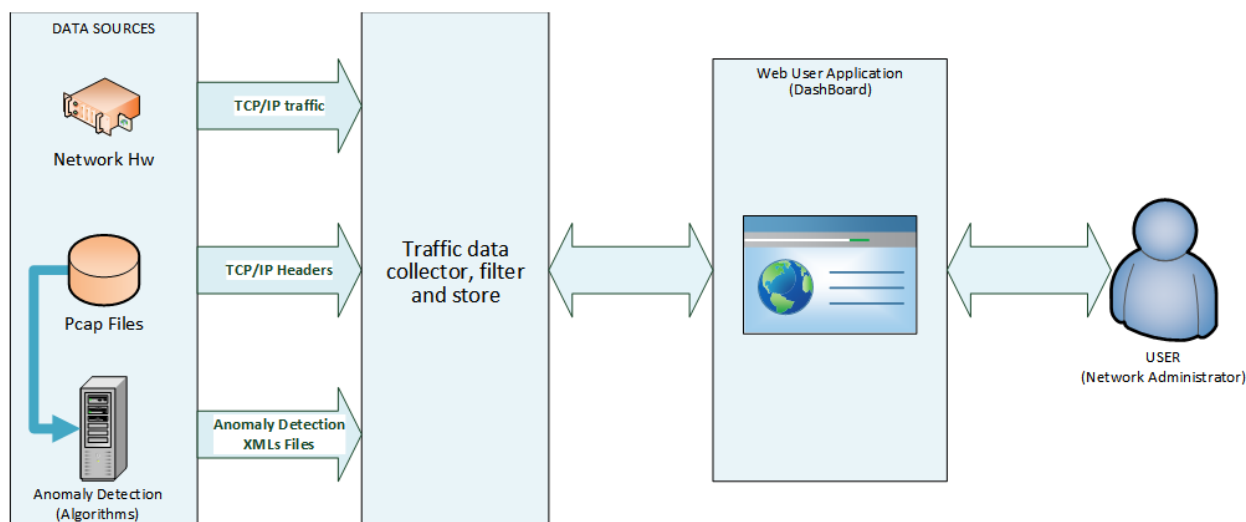 DATA SOURCES
Network Hw
Pcap Files
Anomaly Detection
(Algorithms)
TCP/IP traffic
TCP/IP Headers
Anomaly Detection
XMLs Files
Traffic data
collector, filter
and store
Web User Application
(DashBoard)
USER
(Network Administrator)